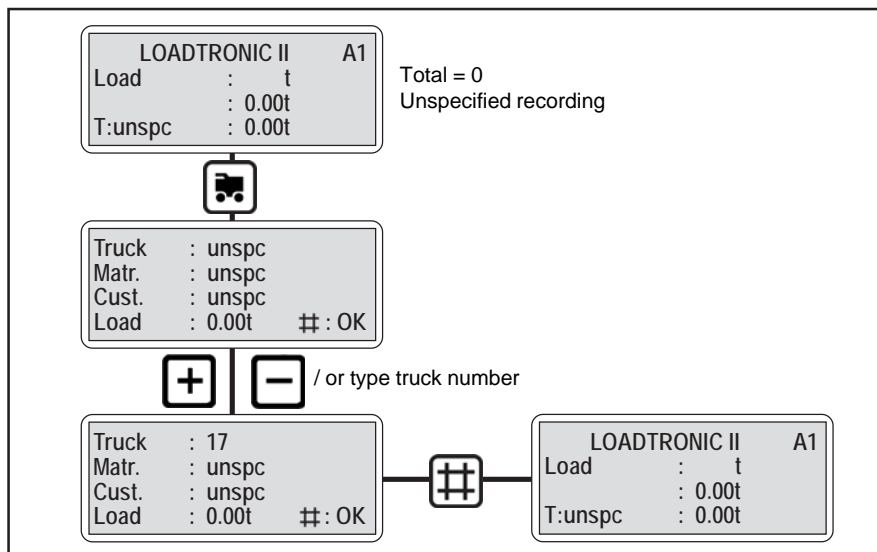 LOADTRONIC II A1
Load : t
: 0.00t
T:unspc : 0.00t
Total = 0
Unspecified recording
Truck : unspc
Matr. : unspc
Cust. : unspc
Load : 0.00t # : OK
+ - / or type truck number
Truck : 17
Matr. : unspc
Cust. : unspc
Load : 0.00t # : OK
#
LOADTRONIC II A1
Load : t
: 0.00t
T:unspc : 0.00t